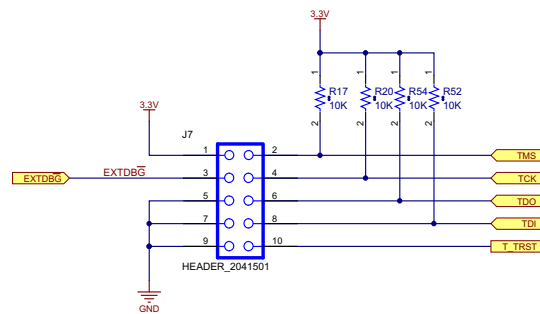 3.3V
1 1 1 1
R17 R20 R54 R52
10K 10K 10K 10K
2 2 2 2
3.3V
J7
1 2 TMS
EXTDBG EXTDBG 3 4 TCK
5 6 TDO
7 8 TDI
9 10 T_TRST
HEADER_2041501
GND